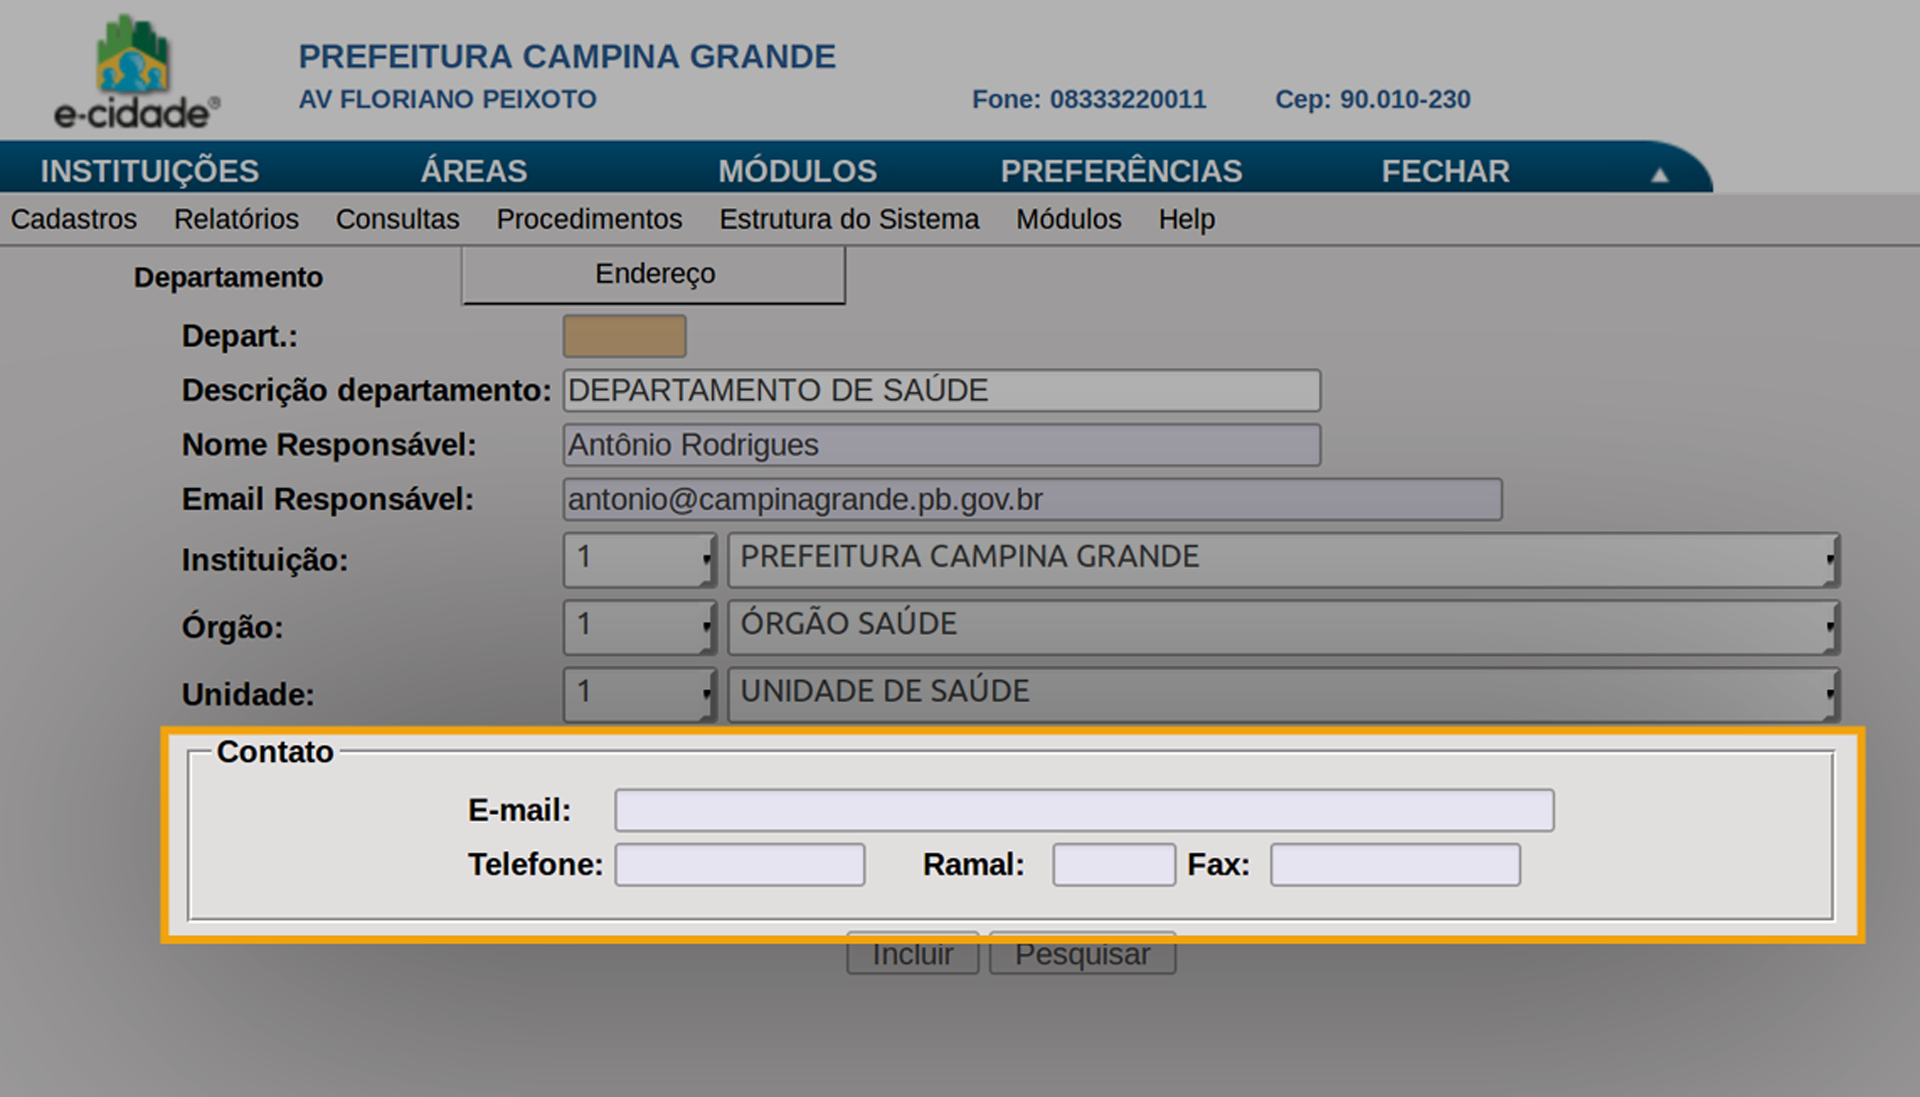 e-cidade®
PREFEITURA CAMPINA GRANDE
AV FLORIANO PEIXOTO Fone: 08333220011 Cep: 90.010-230
INSTITUIÇÕES ÁREAS MÓDULOS PREFERÊNCIAS FECHAR
Cadastros Relatórios Consultas Procedimentos Estrutura do Sistema Módulos Help
Departamento Endereço
Depart.:
Descrição departamento: DEPARTAMENTO DE SAÚDE
Nome Responsável: Antônio Rodrigues
Email Responsável: antonio@campinagrande.pb.gov.br
Instituição: 1 PREFEITURA CAMPINA GRANDE
Órgão: 1 ÓRGÃO SAÚDE
Unidade: 1 UNIDADE DE SAÚDE
Contato
E-mail:
Telefone: Ramal: Fax:
Incluir Pesquisar